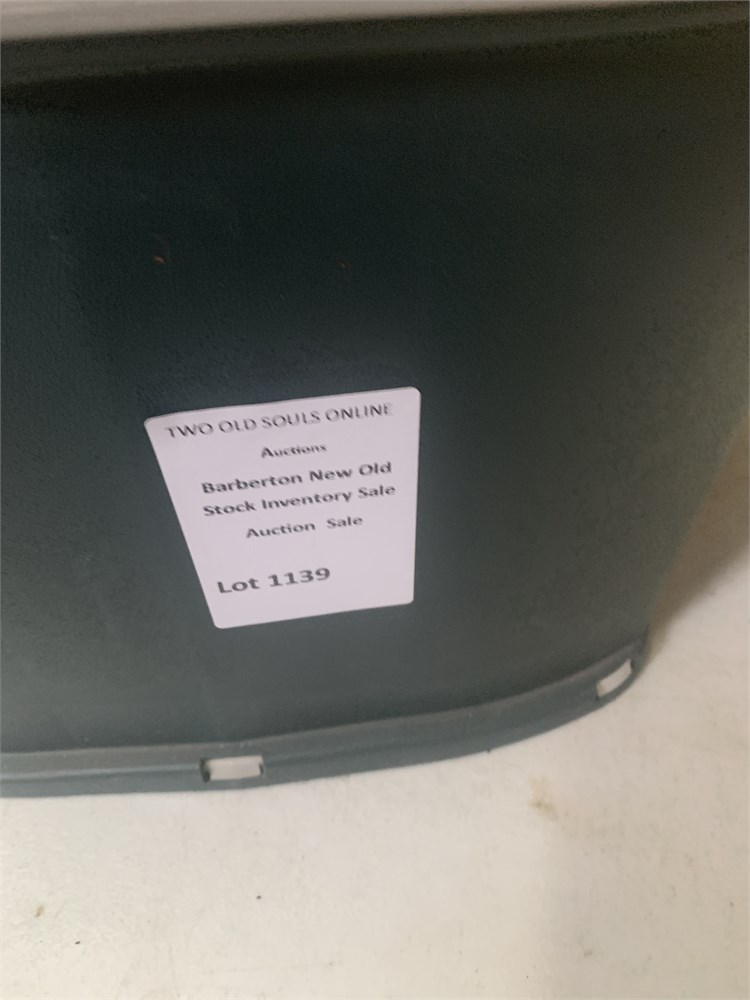 TWO OLD SOULS ONLINE
Auctions
Barberton New Old
Stock Inventory Sale
Auction Sale
Lot 1139